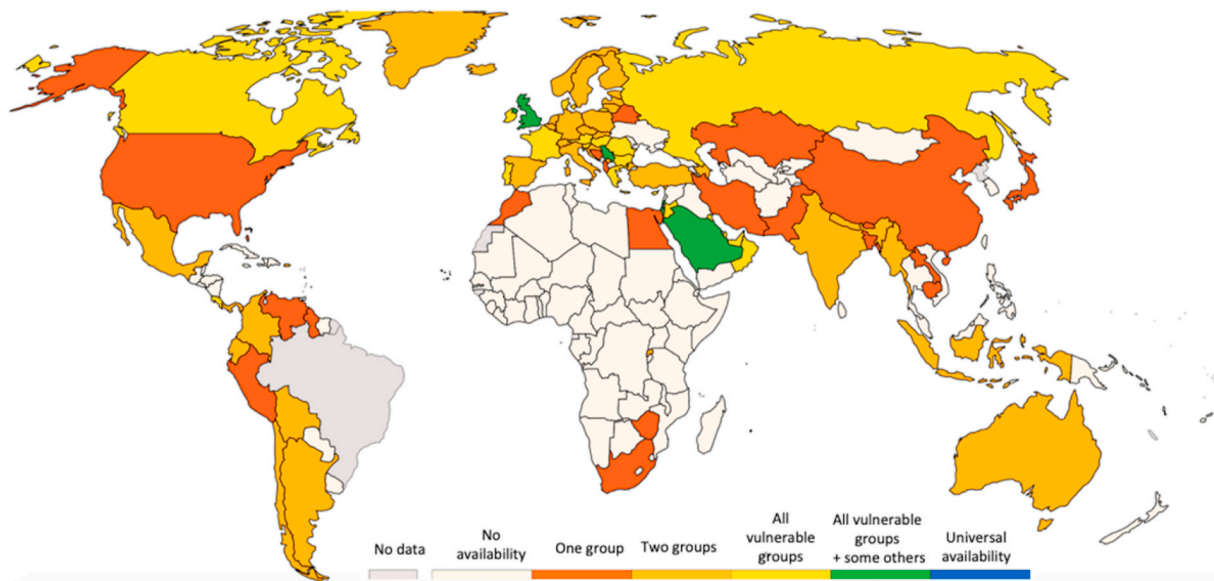 No data
No
availability
One group
Two groups
All
vulnerable
groups
All vulnerable
groups
+ some others
Universal
availability